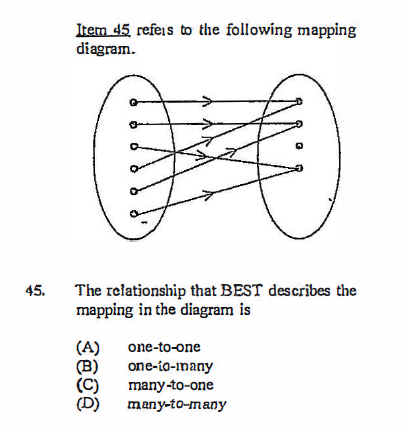 Item 45 refers to the following mapping
diagram.
45. The relationship that BEST describes the
mapping in the diagram is
(A) one-to-one
(B) one-to-many
(C) many-to-one
(D) many-to-many